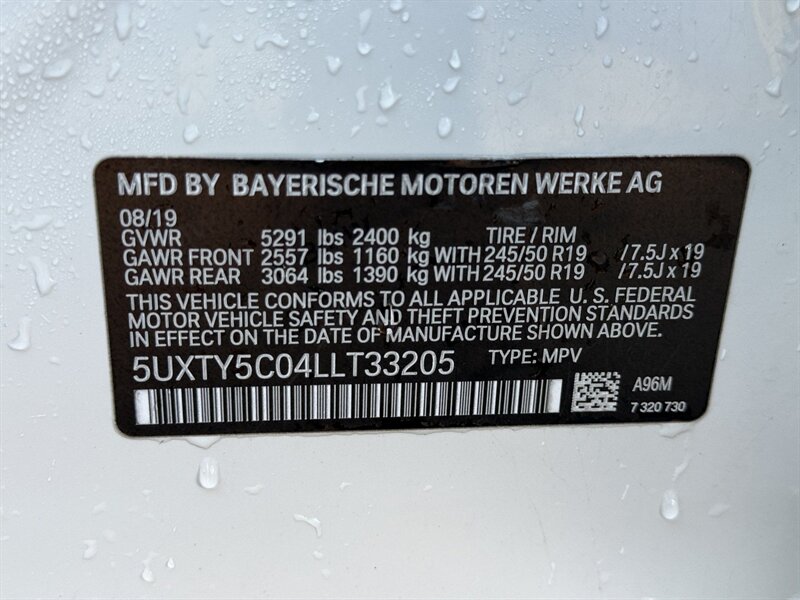 MFD BY BAYERISCHE MOTOREN WERKE AG
08/19
GVWR 5291 lbs 2400 kg TIRE / RIM
GAWR FRONT 2557 lbs 1160 kg WITH 245/50 R19 /7.5J x 19
GAWR REAR 3064 lbs 1390 kg WITH 245/50 R19 /7.5J x 19
THIS VEHICLE CONFORMS TO ALL APPLICABLE U. S. FEDERAL
MOTOR VEHICLE SAFETY AND THEFT PREVENTION STANDARDS
IN EFFECT ON THE DATE OF MANUFACTURE SHOWN ABOVE.
5UXTY5C04LLT33205 TYPE: MPV
A96M
7 320 730